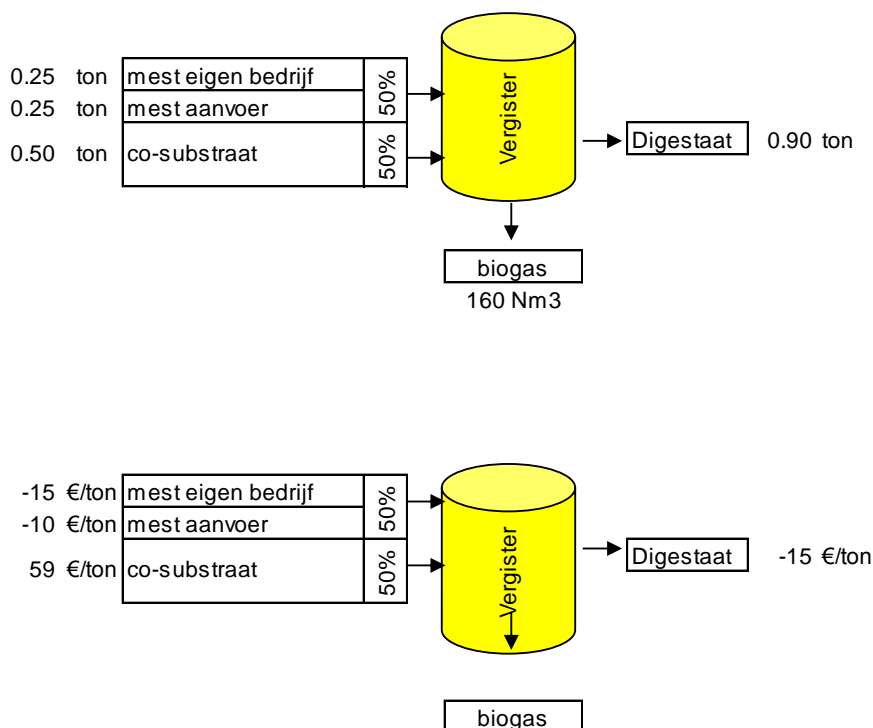 0.25 ton mest eigen bedrijf
0.25 ton mest aanvoer
50%
0.50 ton co-substraat
50%
Vergister
Digestaat 0.90 ton
biogas
160 Nm3
-15 €/ton mest eigen bedrijf
-10 €/ton mest aanvoer
50%
59 €/ton co-substraat
50%
Vergister
Digestaat -15 €/ton
biogas